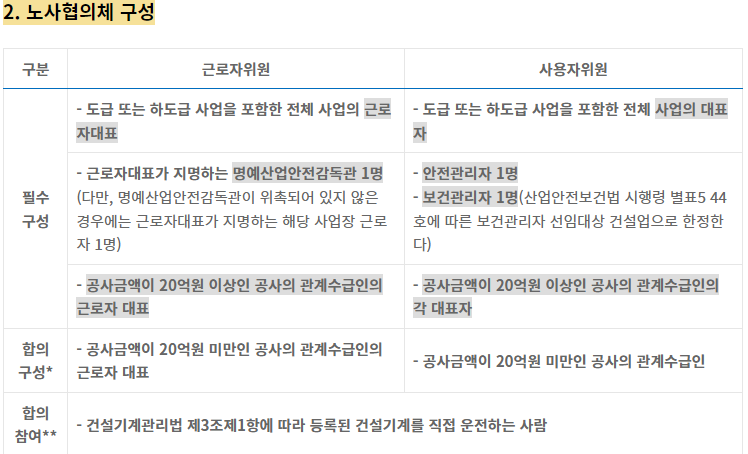 2. 노사협의체 구성
구분
근로자위원
사용자위원
필수
구성
- 도급 또는 하도급 사업을 포함한 전체 사업의 근로
자대표
- 도급 또는 하도급 사업을 포함한 전체 사업의 대표
자
- 근로자대표가 지명하는 명예산업안전감독관 1명
(다만, 명예산업안전감독관이 위촉되어 있지 않은
경우에는 근로자대표가 지명하는 해당 사업장 근로
자 1명)
- 안전관리자 1명
- 보건관리자 1명(산업안전보건법 시행령 별표5 44
호에 따른 보건관리자 선임대상 건설업으로 한정한
다)
- 공사금액이 20억원 이상인 공사의 관계수급인의
근로자 대표
- 공사금액이 20억원 이상인 공사의 관계수급인의
각 대표자
합의
구성*
- 공사금액이 20억원 미만인 공사의 관계수급인의
근로자 대표
- 공사금액이 20억원 미만인 공사의 관계수급인
합의
참여**
- 건설기계관리법 제3조제1항에 따라 등록된 건설기계를 직접 운전하는 사람